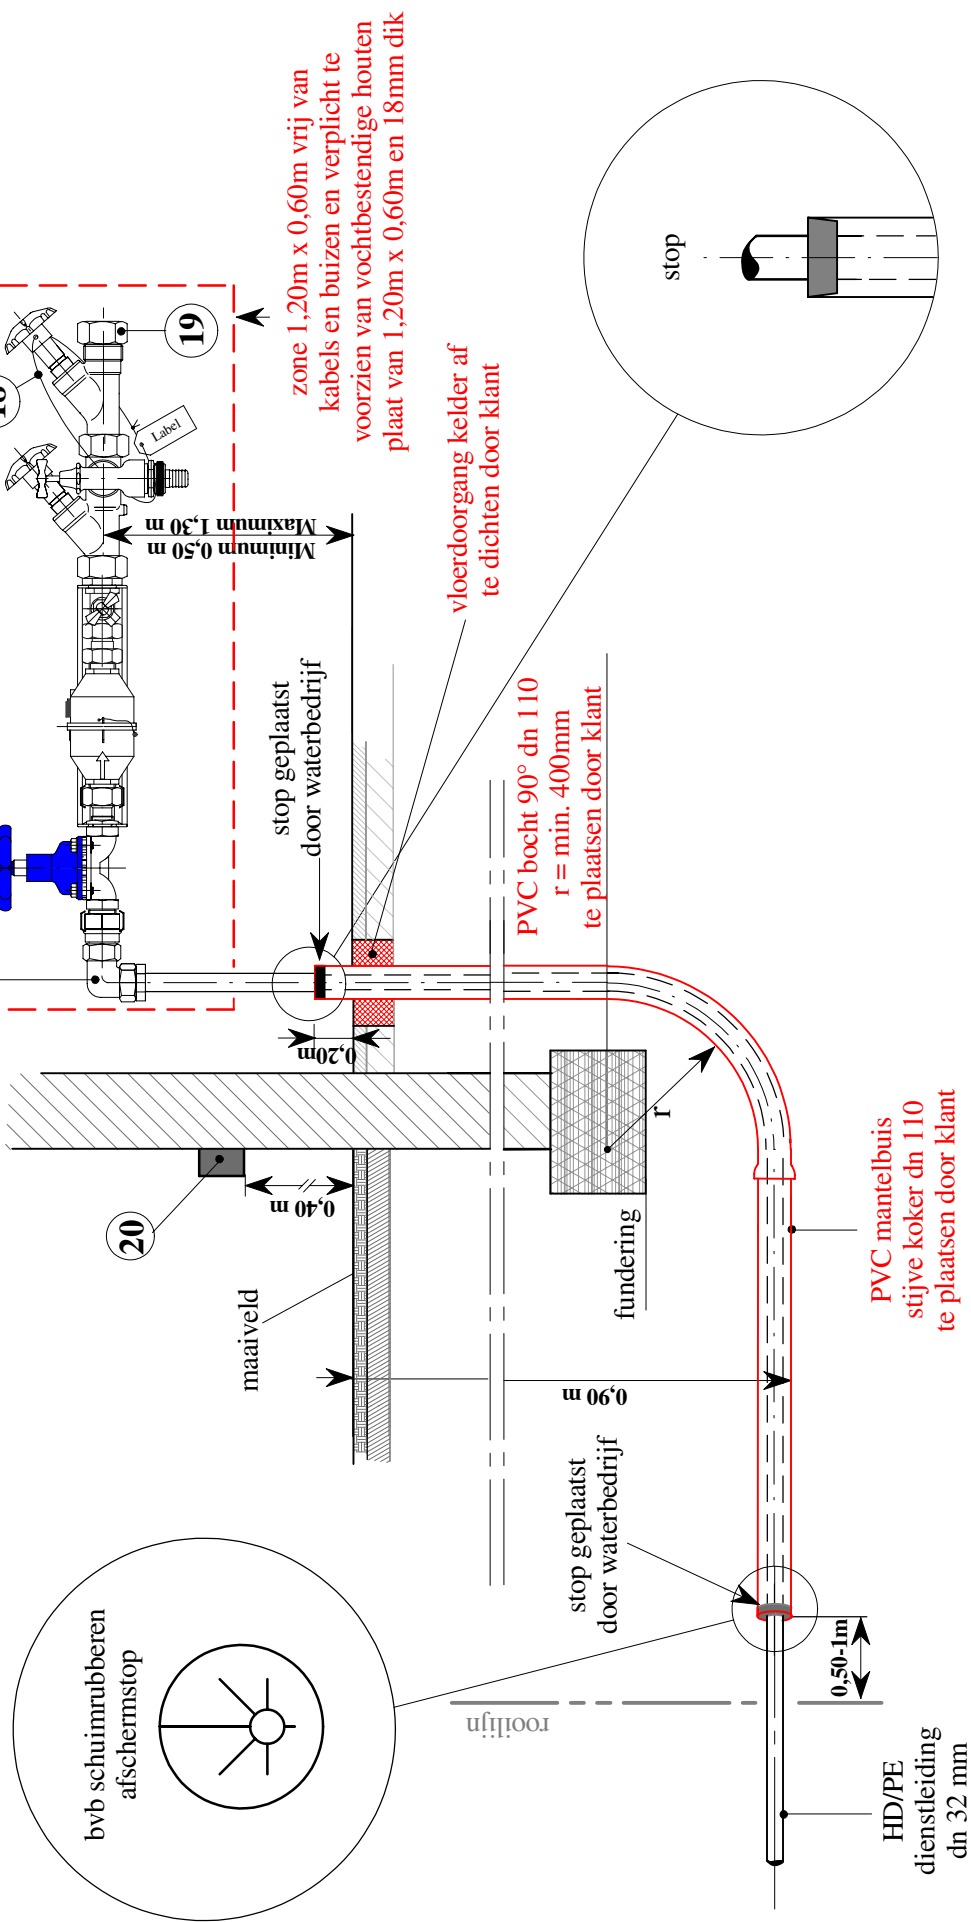 bvb schuimrubberen
afschermstop
maaiveld
20
0,40 m
0,20m
stop geplaatst
door waterbedrijf
Minimum 0,50 m
Maximum 1,30 m
Label
19
zone 1,20m x 0,60m vrij van
kabels en buizen en verplicht te
voorzien van vochtbestendige houten
plaat van 1,20m x 0,60m en 18mm dik
vloerdoorgang kelder af
te dichten door klant
stop
PVC bocht 90° dn 110
r = min. 400mm
te plaatsen door klant
fundering
r
0,90 m
stop geplaatst
door waterbedrijf
rooilijn
0,50-1m
HD/PE
dienstleiding
dn 32 mm
PVC mantelbuis
stijve koker dn 110
te plaatsen door klant